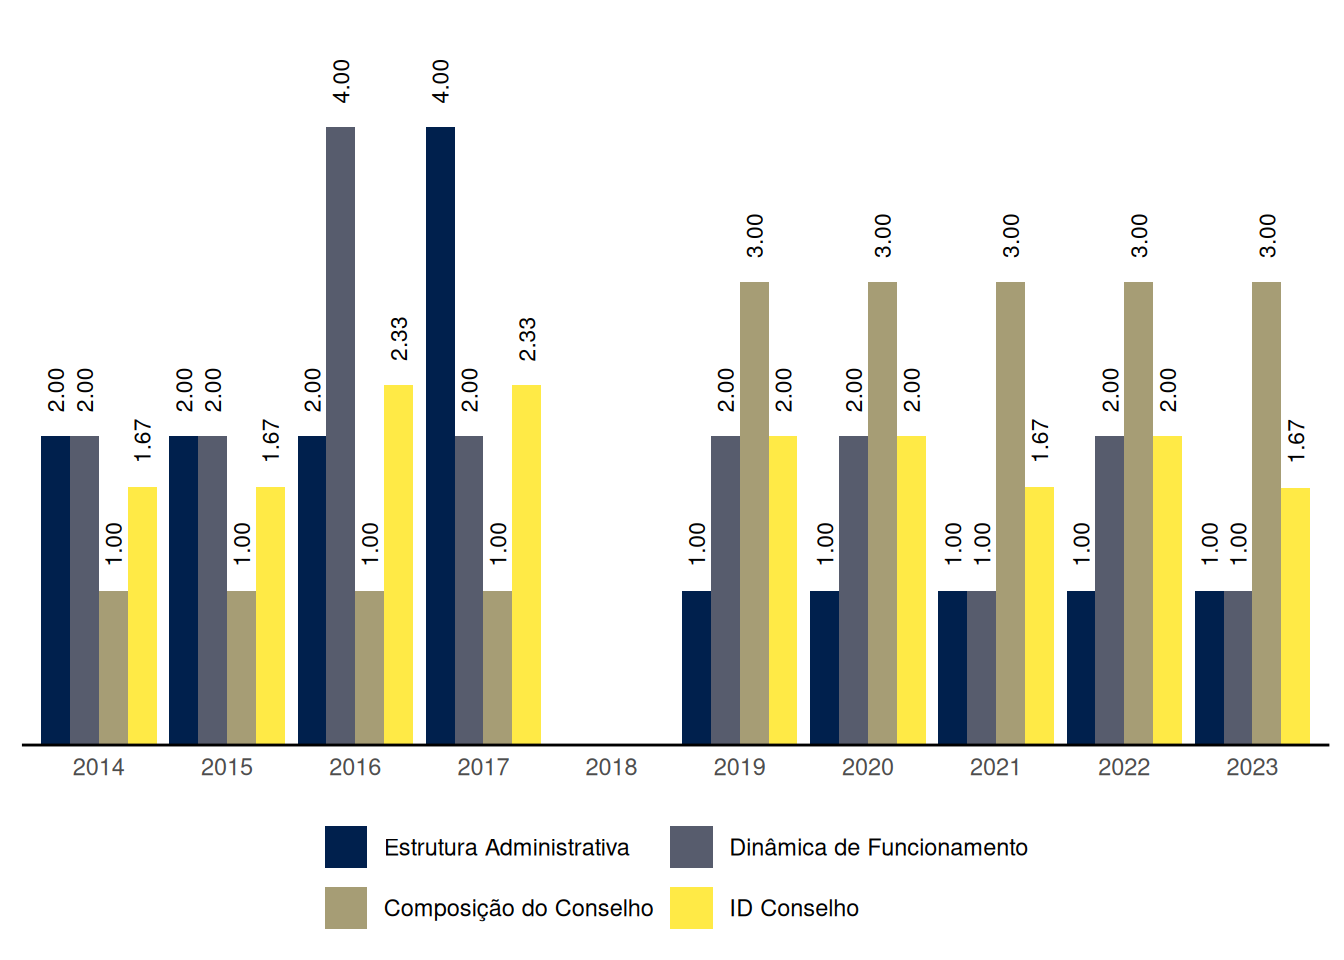 4.00 4.00
3.00 3.00 3.00 3.00 3.00
2.33 2.33
2.00 2.00 2.00 2.00 2.00 2.00 2.00 2.00 2.00 2.00 2.00 2.00
1.67 1.67 1.67 1.67
1.00 1.00 1.00 1.00 1.00 1.00 1.00 1.00 1.00 1.00 1.00
2014 2015 2016 2017 2018 2019 2020 2021 2022 2023
Estrutura Administrativa Dinâmica de Funcionamento
Composição do Conselho ID Conselho